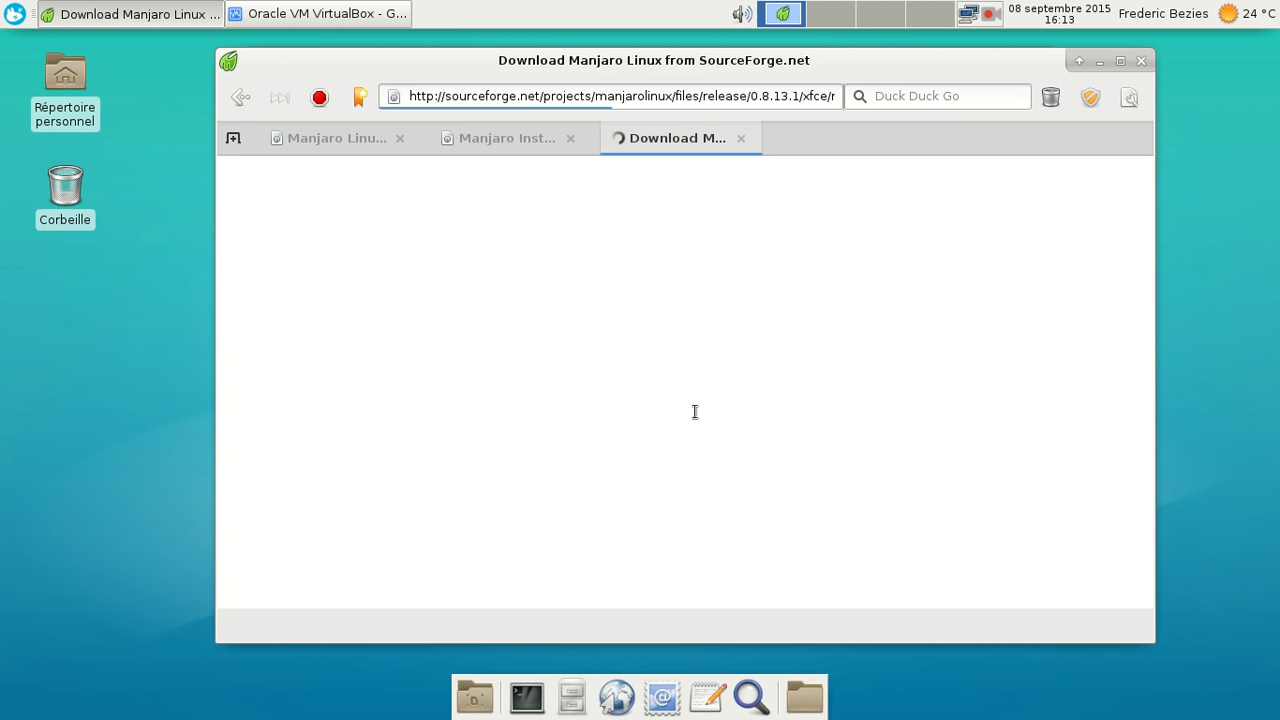 Download Manjaro Linux ...
Oracle VM VirtualBox - G...
08 septembre 2015
16:13
Frederic Bezies
24 °C
Répertoire
personnel
Corbeille
Download Manjaro Linux from SourceForge.net
http://sourceforge.net/projects/manjarolinux/files/release/0.8.13.1/xfce/r
Duck Duck Go
Manjaro Linu...
Manjaro Inst...
Download M...